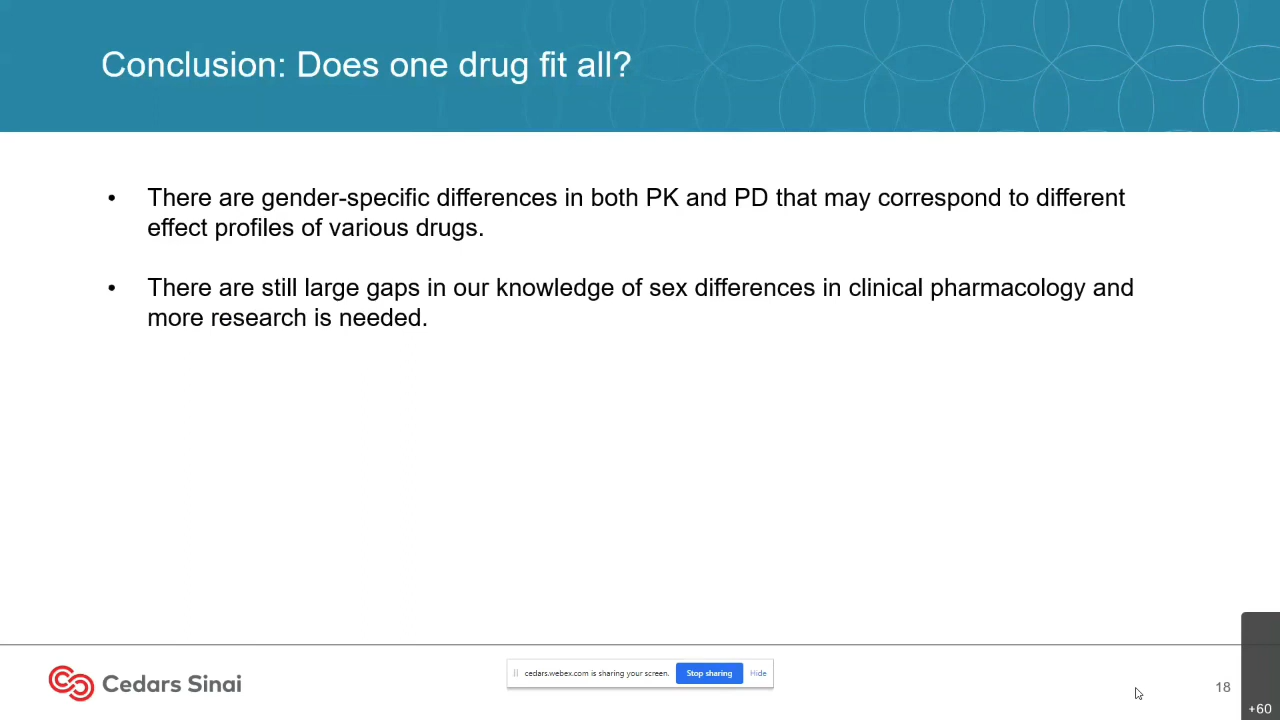 Conclusion: Does one drug fit all?
• There are gender-specific differences in both PK and PD that may correspond to different
effect profiles of various drugs.
• There are still large gaps in our knowledge of sex differences in clinical pharmacology and
more research is needed.
Cedars Sinai
cedars.webex.com is sharing your screen. Stop sharing Hide
18
+60